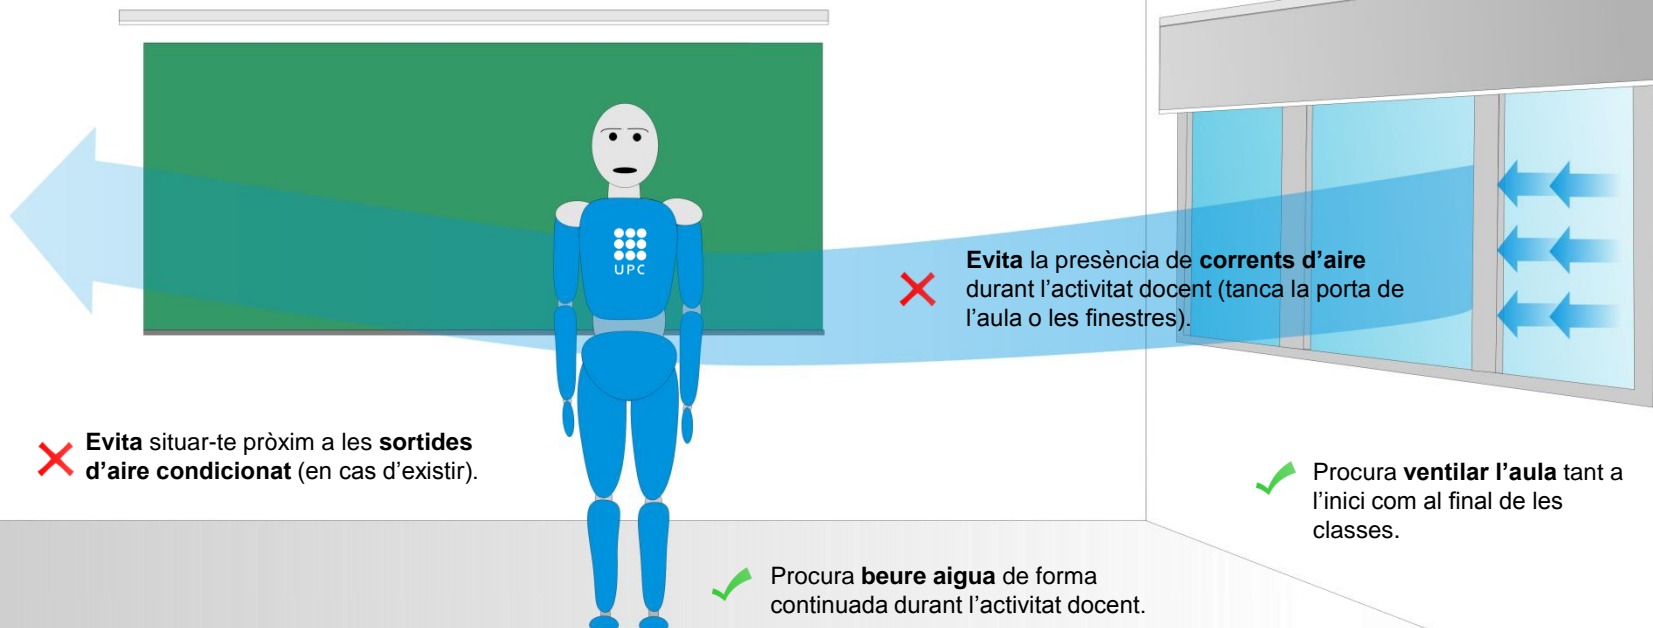 UPC
Evita la presència de corrents d’aire
durant l’activitat docent (tanca la porta de
l’aula o les finestres).
Evita situar-te pròxim a les sortides
d’aire condicionat (en cas d’existir).
Procura ventilar l’aula tant a
l’inici com al final de les
classes.
Procura beure aigua de forma
continuada durant l’activitat docent.